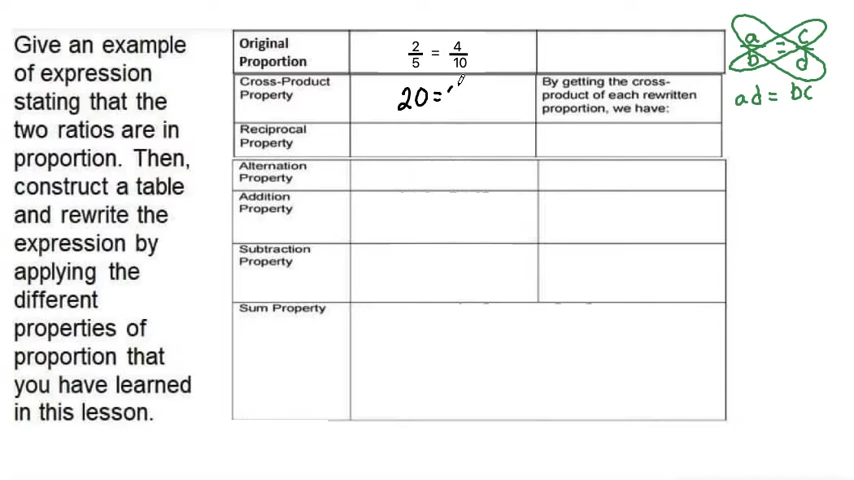 Give an example
of expression
stating that the
two ratios are in
proportion. Then,
construct a table
and rewrite the
expression by
applying the
different
properties of
proportion that
you have learned
in this lesson.
Original
Proportion
2/5 = 4/10
Cross-Product
Property
20 =
By getting the cross-
product of each rewritten
proportion, we have:
Reciprocal
Property
Alternation
Property
Addition
Property
Subtraction
Property
Sum Property
a/b = c/d
ad = bc